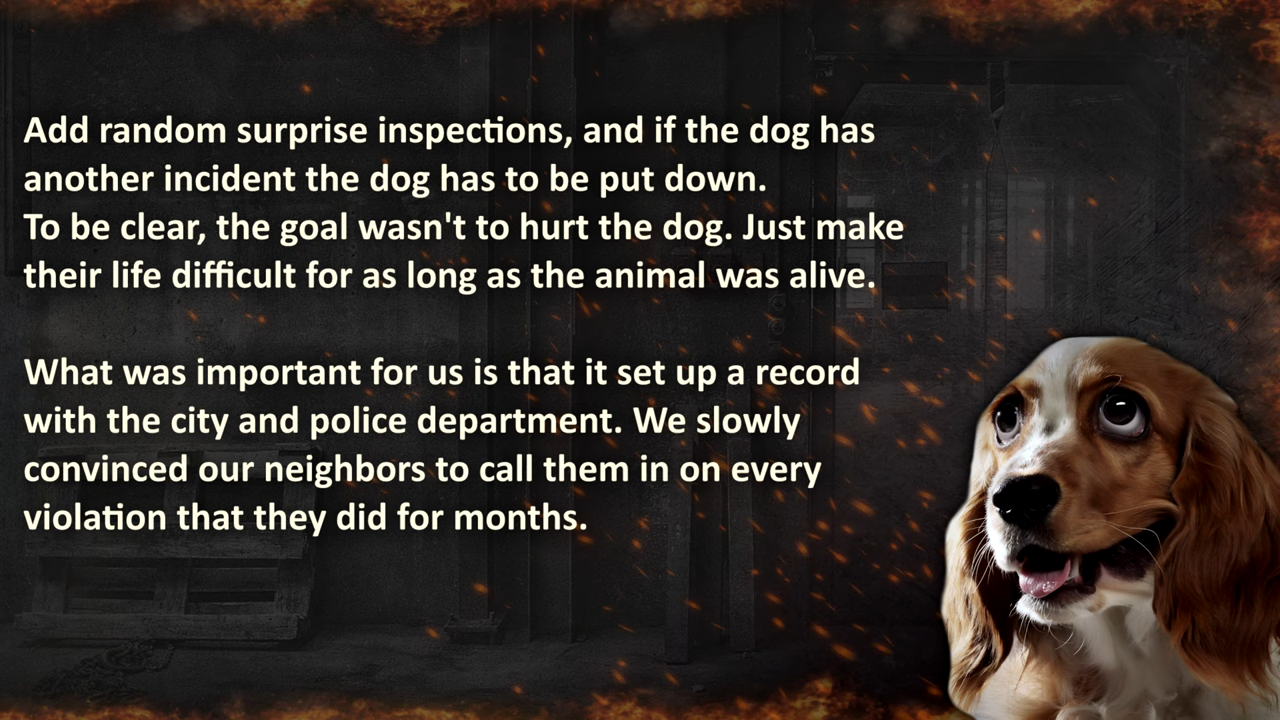 Add random surprise inspections, and if the dog has
another incident the dog has to be put down.
To be clear, the goal wasn't to hurt the dog. Just make
their life difficult for as long as the animal was alive.
What was important for us is that it set up a record
with the city and police department. We slowly
convinced our neighbors to call them in on every
violation that they did for months.